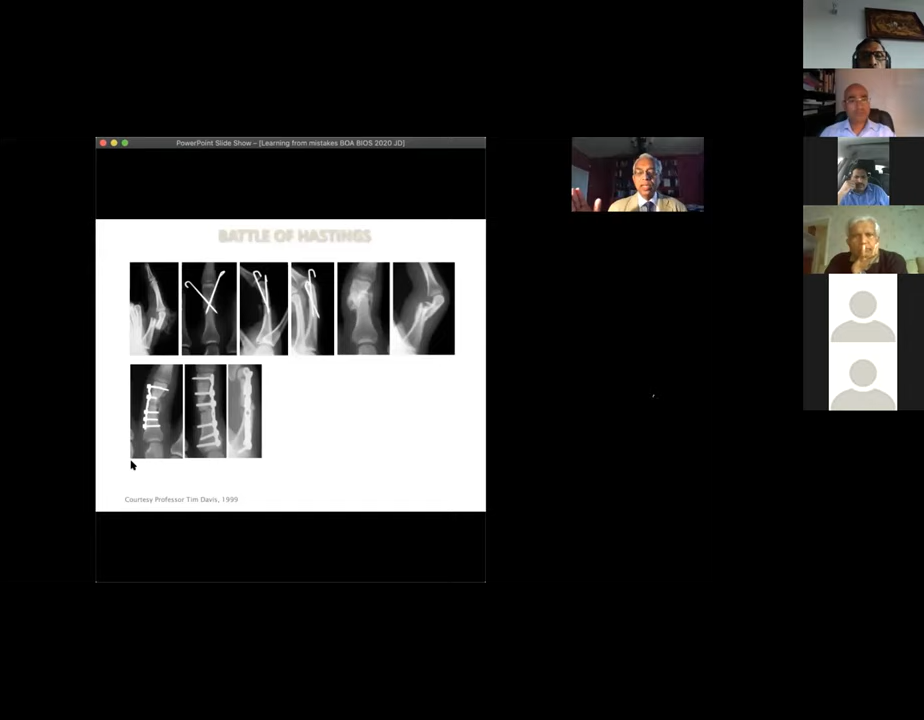 PowerPoint Slide Show – [Learning from mistakes BOA BIOS 2020 JD]
BATTLE OF HASTINGS
Courtesy Professor Tim Davis, 1999